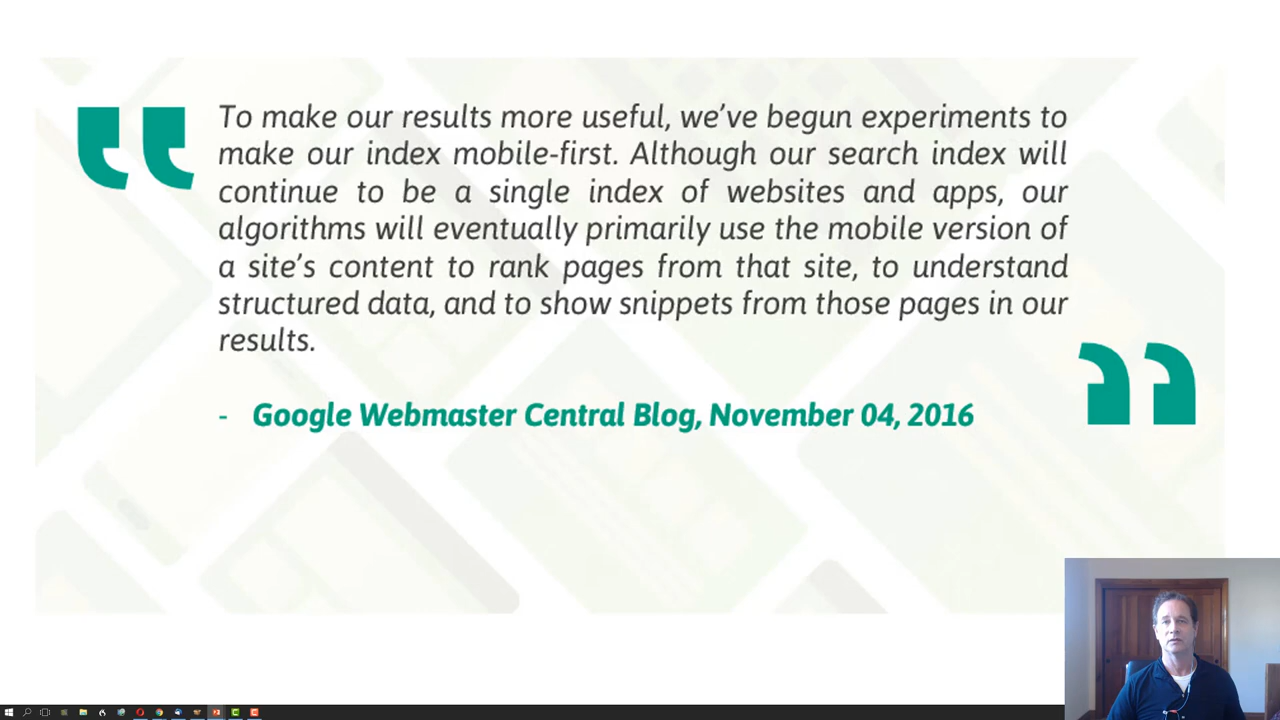 To make our results more useful, we’ve begun experiments to
make our index mobile-first. Although our search index will
continue to be a single index of websites and apps, our
algorithms will eventually primarily use the mobile version of
a site’s content to rank pages from that site, to understand
structured data, and to show snippets from those pages in our
results.
- Google Webmaster Central Blog, November 04, 2016